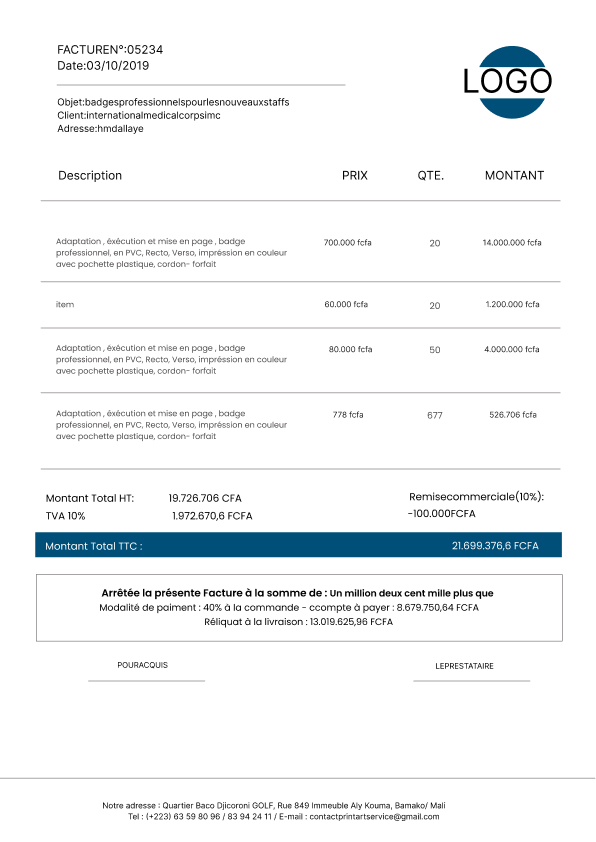 FACTUREN°:05234
Date:03/10/2019
LOGO
Objet:badgesprofessionnelspourlesnouveauxstaffs
Client:internationalmedicalcorpsimc
Adresse:hmdallaye
Description PRIX QTE. MONTANT
Adaptation , éxécution et mise en page , badge
professionnel, en PVC, Recto, Verso, impréssion en couleur
avec pochette plastique, cordon- forfait
700.000 fcfa 20 14.000.000 fcfa
item 60.000 fcfa 20 1.200.000 fcfa
Adaptation , éxécution et mise en page , badge
professionnel, en PVC, Recto, Verso, impréssion en couleur
avec pochette plastique, cordon- forfait
80.000 fcfa 50 4.000.000 fcfa
Adaptation , éxécution et mise en page , badge
professionnel, en PVC, Recto, Verso, impréssion en couleur
avec pochette plastique, cordon- forfait
778 fcfa 677 526.706 fcfa
Montant Total HT: 19.726.706 CFA
Remisecommerciale(10%):
TVA 10% 1.972.670,6 FCFA
-100.000FCFA
Montant Total TTC : 21.699.376,6 FCFA
Arrêtée la présente Facture à la somme de : Un million deux cent mille plus que
Modalité de paiment : 40% à la commande - ccompte à payer : 8.679.750,64 FCFA
Réliquat à la livraison : 13.019.625,96 FCFA
POURACQUIS LEPRESTATAIRE
Notre adresse : Quartier Baco Djicoroni GOLF, Rue 849 Immeuble Aly Kouma, Bamako/ Mali
Tel : (+223) 63 59 80 96 / 83 94 24 11 / E-mail : contactprintartservice@gmail.com